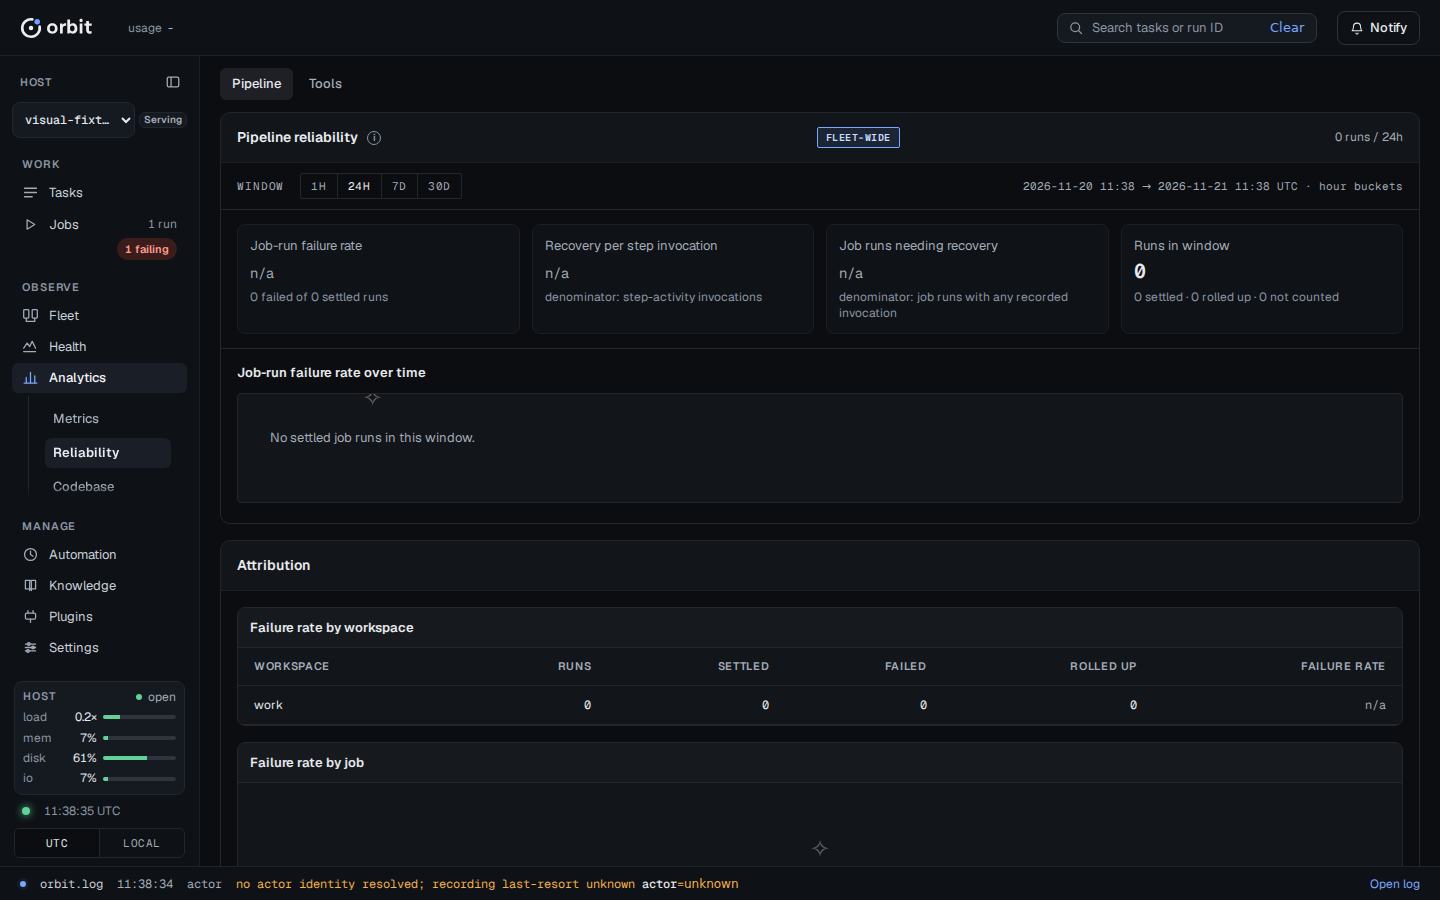 orbit
usage -
Search tasks or run ID
Clear
Notify
HOST
visual-fixt…
Serving
WORK
Tasks
Jobs
1 run
1 failing
OBSERVE
Fleet
Health
Analytics
Metrics
Reliability
Codebase
MANAGE
Automation
Knowledge
Plugins
Settings
HOST
open
load 0.2×
mem 7%
disk 61%
io 7%
11:38:35 UTC
UTC LOCAL
Pipeline Tools
Pipeline reliability
FLEET-WIDE
0 runs / 24h
WINDOW 1H 24H 7D 30D
2026-11-20 11:38 → 2026-11-21 11:38 UTC · hour buckets
Job-run failure rate
n/a
0 failed of 0 settled runs
Recovery per step invocation
n/a
denominator: step-activity invocations
Job runs needing recovery
n/a
denominator: job runs with any recorded
invocation
Runs in window
0
0 settled · 0 rolled up · 0 not counted
Job-run failure rate over time
No settled job runs in this window.
Attribution
Failure rate by workspace
WORKSPACE RUNS SETTLED FAILED ROLLED UP FAILURE RATE
work 0 0 0 0 n/a
Failure rate by job
orbit.log 11:38:34 actor no actor identity resolved; recording last-resort unknown actor=unknown
Open log